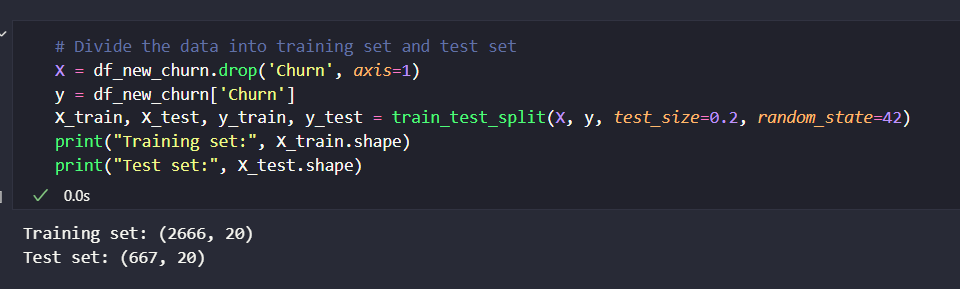 # Divide the data into training set and test set
X = df_new_churn.drop('Churn', axis=1)
y = df_new_churn['Churn']
X_train, X_test, y_train, y_test = train_test_split(X, y, test_size=0.2, random_state=42)
print("Training set:", X_train.shape)
print("Test set:", X_test.shape)
0.0s
Training set: (2666, 20)
Test set: (667, 20)